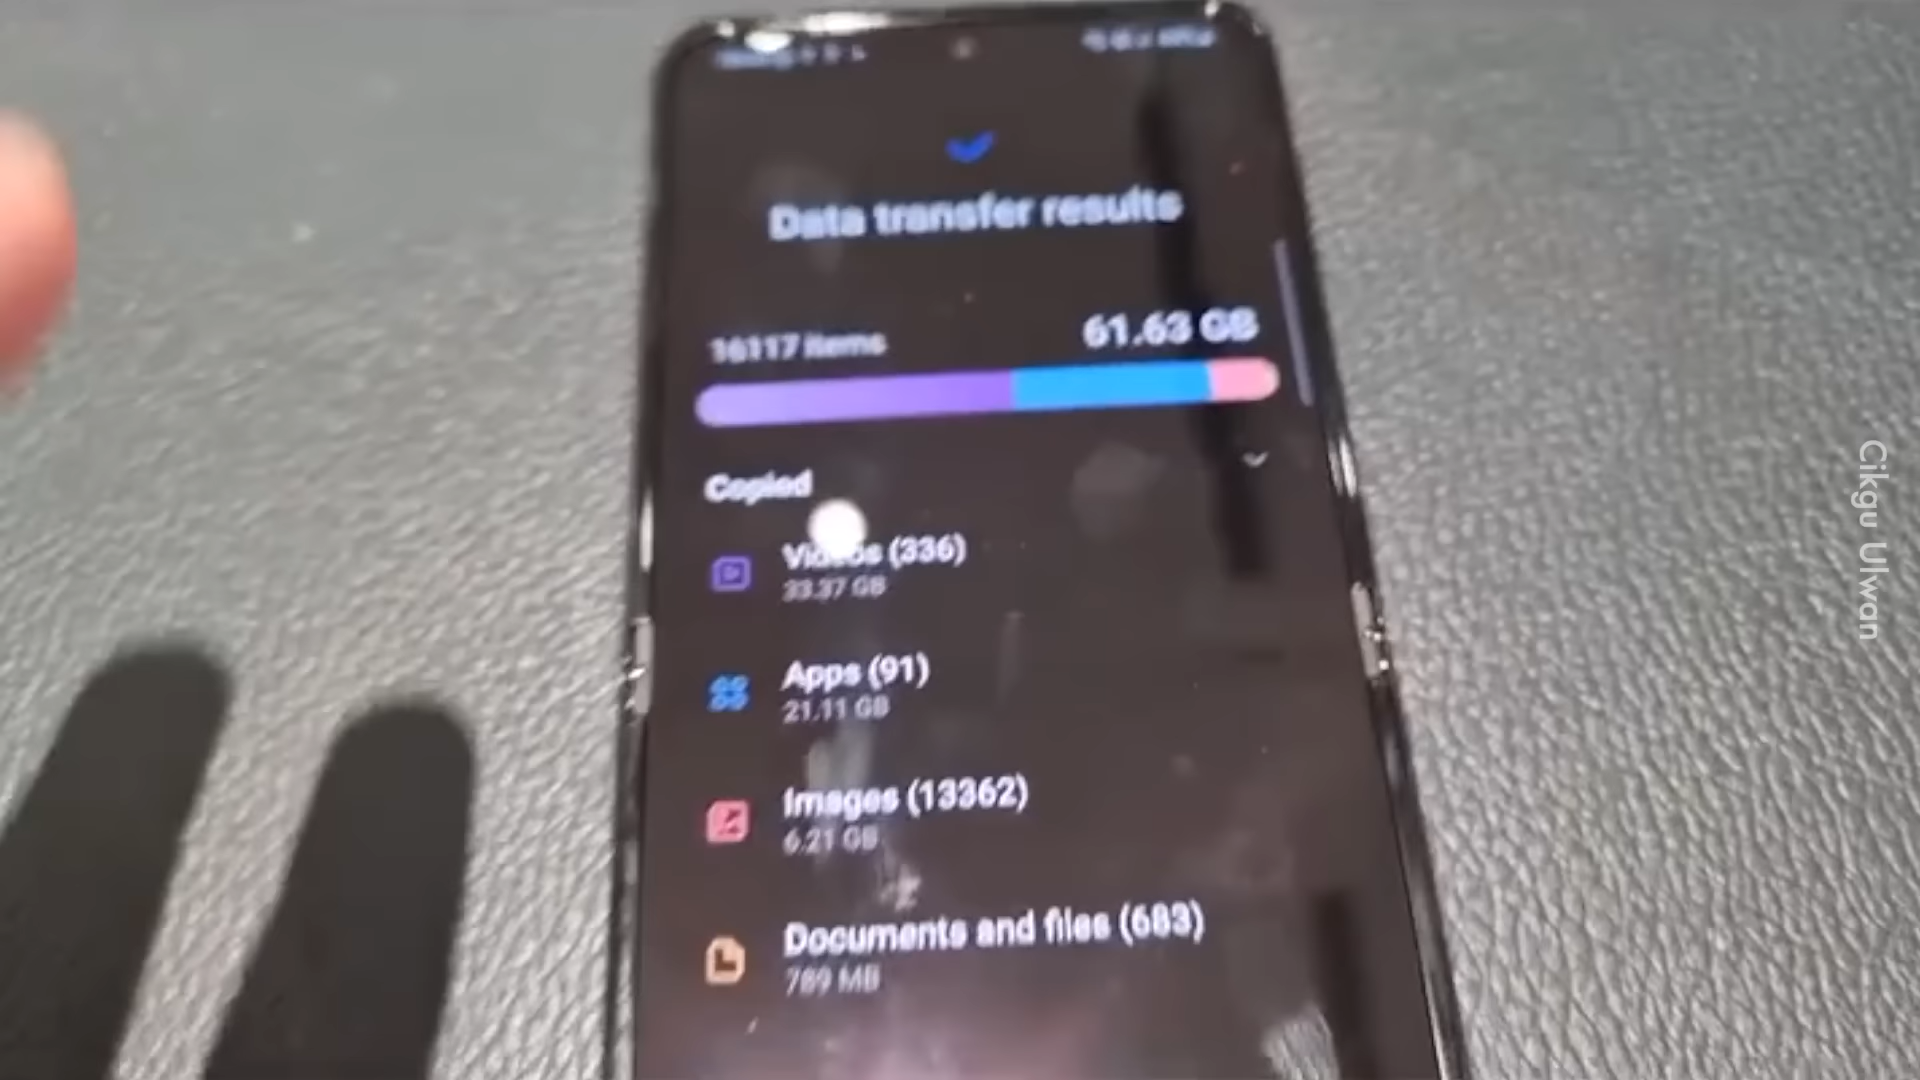 Data transfer results
16117 items
61.63 GB
Copied
Videos (336)
33.37 GB
Apps (91)
21.11 GB
Images (13362)
6.21 GB
Documents and files (683)
789 MB
Cikgu Ulwan